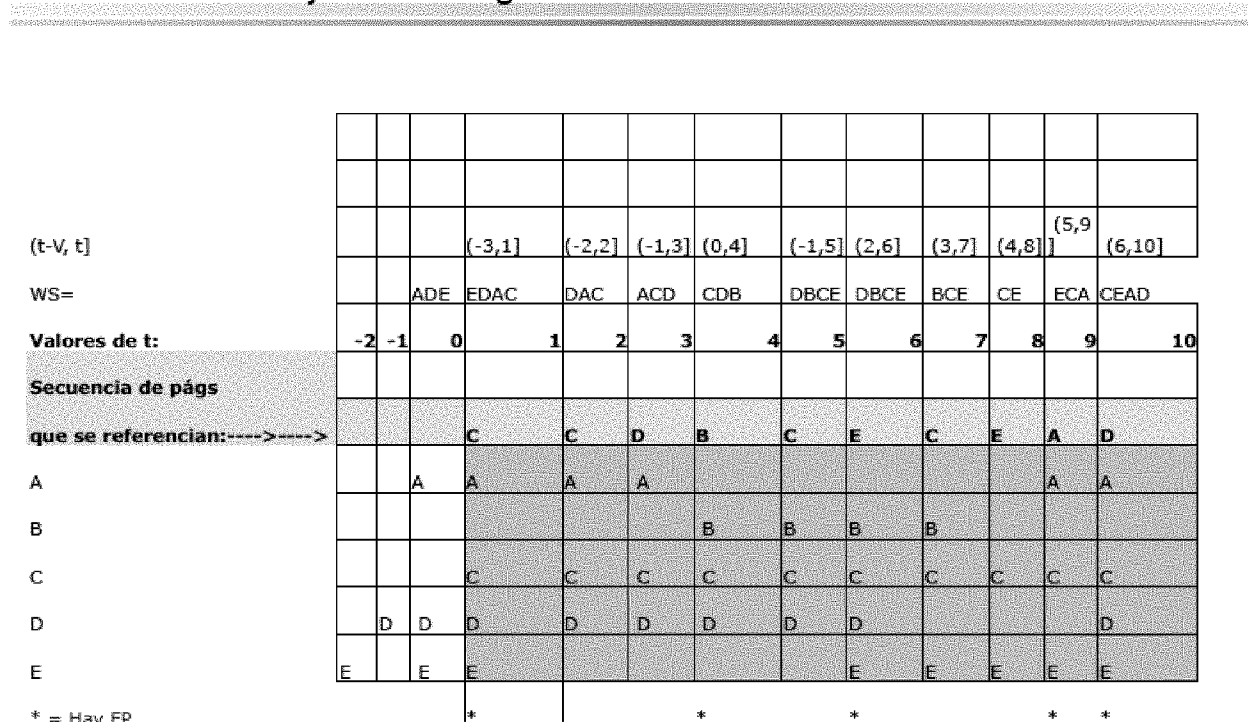 (t-V, t] (-3,1] (-2,2] (-1,3] (0,4] (-1,5] (2,6] (3,7] (4,8] (5,9] (6,10]
WS= ADE EDAC DAC ACD CDB DBCE DBCE BCE CE ECA CEAD
Valores de t: -2 -1 0 1 2 3 4 5 6 7 8 9 10
Secuencia de págs
que se referencian:---->----> C C D B C E C E A D
A A A A A A A
B B B B B
C C C C C C C C C C C
D D D D D D D D D D
E E E E E E E E E
* = Hay FP * * * * *